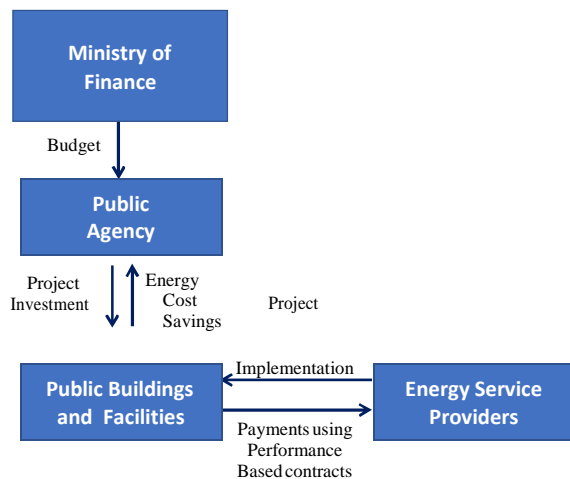 Ministry of
Finance
Budget
Public
Agency
Project
Investment
Energy
Cost
Savings
Project
Implementation
Public Buildings
and Facilities
Energy Service
Providers
Payments using
Performance
Based contracts